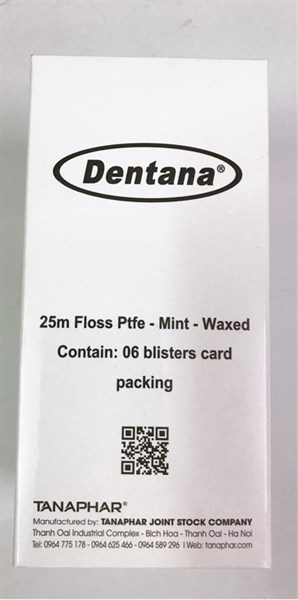 Dentana®
25m Floss Ptfe - Mint - Waxed
Contain: 06 blisters card
packing
TANAPHAR®
Manufactured by: TANAPHAR JOINT STOCK COMPANY
Thanh Oai Industrial Complex - Bich Hoa - Thanh Oai - Ha Noi
Tel: 0964 775 178 - 0964 625 466 - 0964 589 296 I Web: tanaphar.com